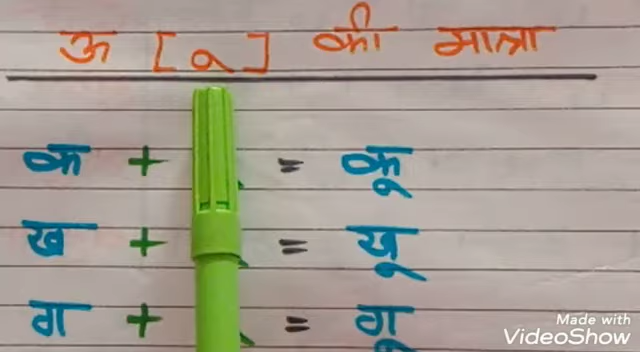 ऊ [ ू ] की मात्रा
क + = कू
ख + = खू
ग + = गू
Made with
VideoShow